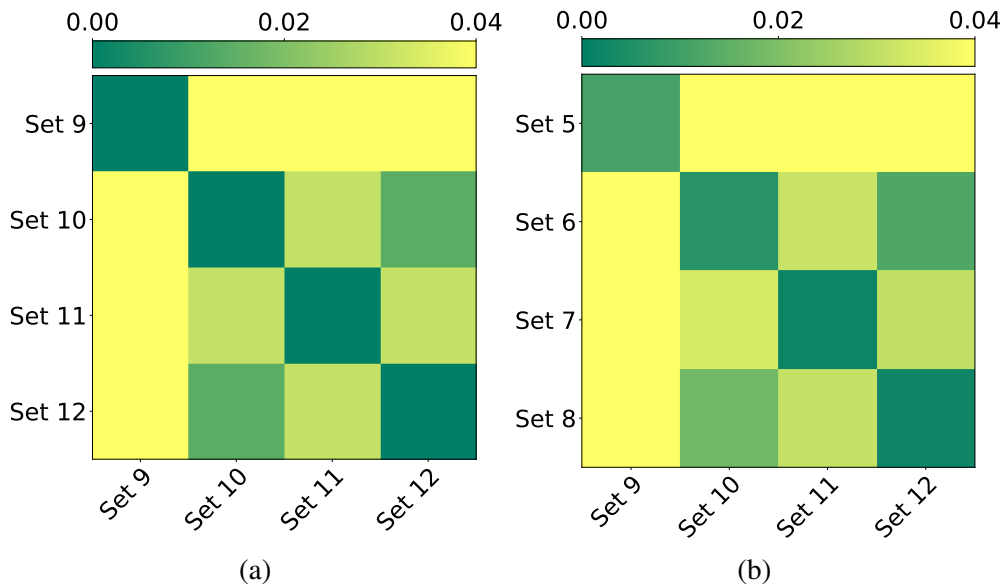 0.00 0.02 0.04
Set 9
Set 10
Set 11
Set 12
Set 9 Set 10 Set 11 Set 12
(a)
0.00 0.02 0.04
Set 5
Set 6
Set 7
Set 8
Set 9 Set 10 Set 11 Set 12
(b)